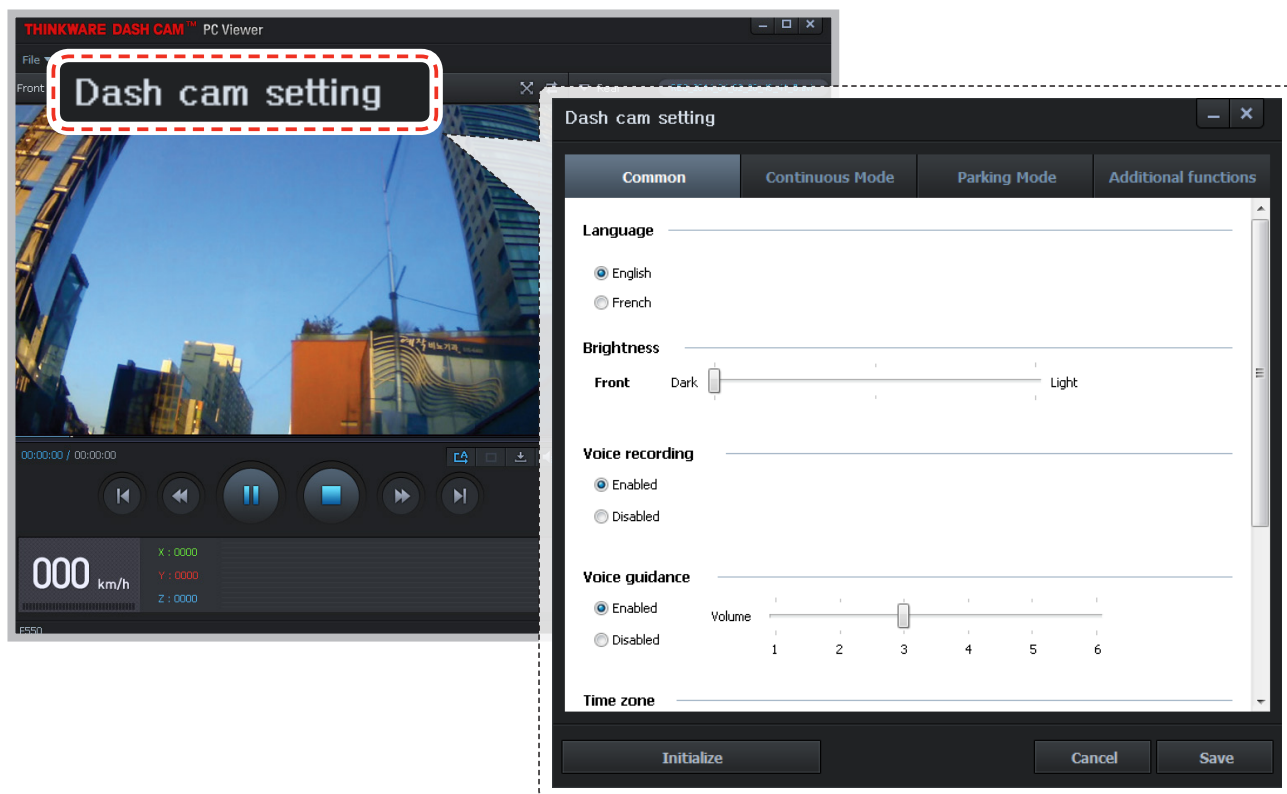 THINKWARE DASH CAM™ PC Viewer
File
Front
Dash cam setting
00:00:00 / 00:00:00
000 km/h
X : 0000
Y : 0000
Z : 0000
F550
Dash cam setting
Common Continuous Mode Parking Mode Additional functions
Language
English
French
Brightness
Front Dark Light
Voice recording
Enabled
Disabled
Voice guidance
Enabled Volume
Disabled
1 2 3 4 5 6
Time zone
Initialize Cancel Save